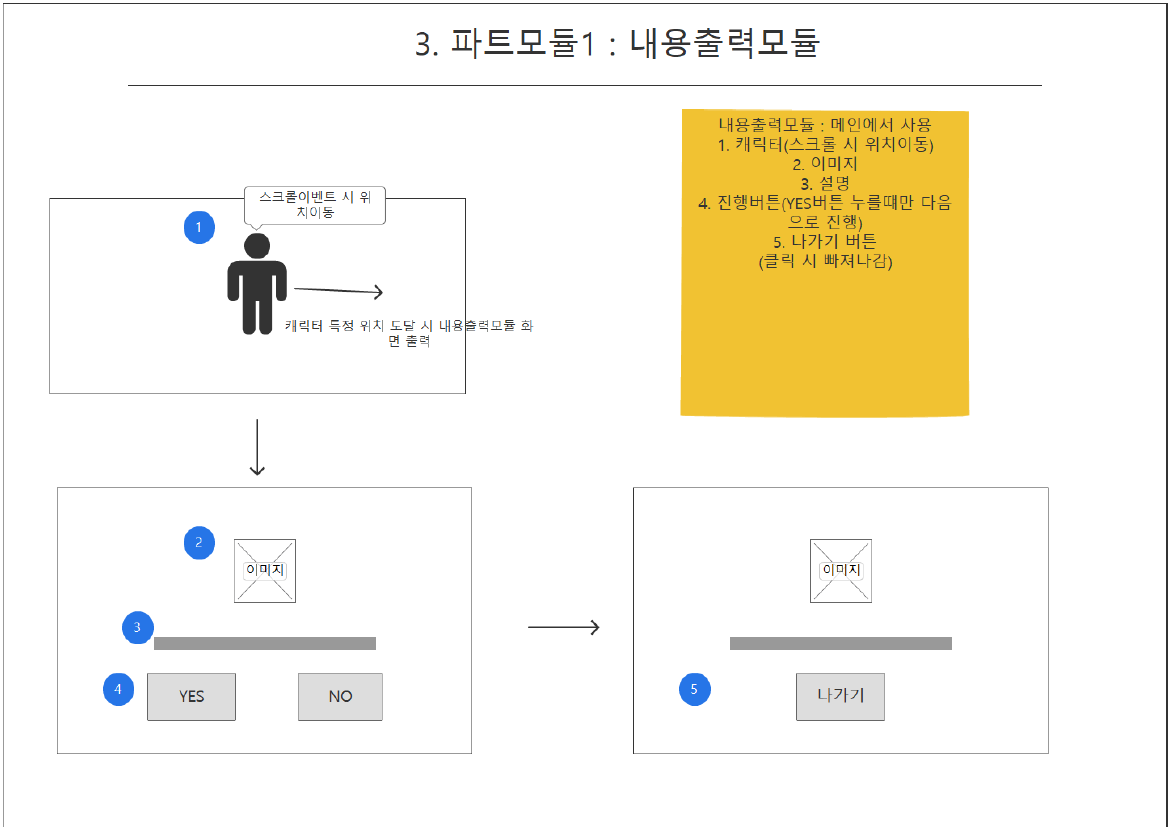 3. 파트모듈1 : 내용출력모듈
내용출력모듈 : 메인에서 사용
1. 캐릭터(스크롤 시 위치이동)
2. 이미지
3. 설명
4. 진행버튼(YES버튼 누를때만 다음
으로 진행)
5. 나가기 버튼
(클릭 시 빠져나감)
스크롤이벤트 시 위
치이동
1
캐릭터 특정 위치 도달 시 내용출력모듈 화
면 출력
2
이미지
3
4
YES
NO
이미지
5
나가기